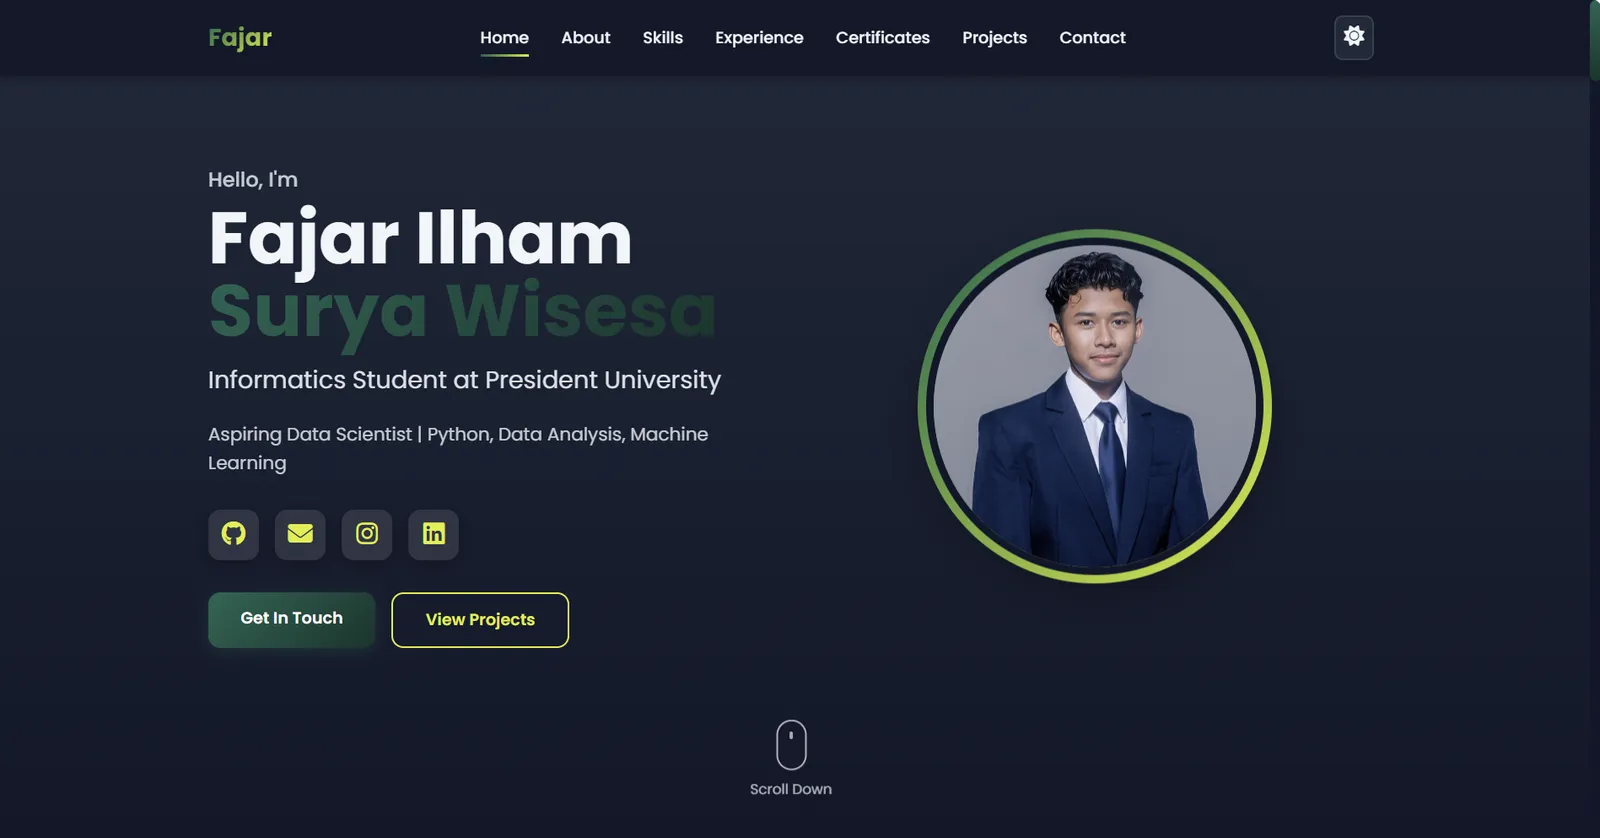 Fajar
Home About Skills Experience Certificates Projects Contact
Hello, I'm
Fajar Ilham
Surya Wisesa
Informatics Student at President University
Aspiring Data Scientist | Python, Data Analysis, Machine
Learning
in
Get In Touch View Projects
Scroll Down